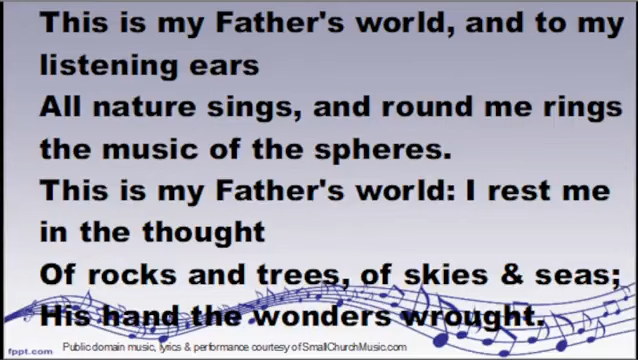 This is my Father's world, and to my
listening ears
All nature sings, and round me rings
the music of the spheres.
This is my Father's world: I rest me
in the thought
Of rocks and trees, of skies & seas;
His hand the wonders wrought.
fppt.com Public domain music, lyrics & performance courtesy of SmallChurchMusic.com